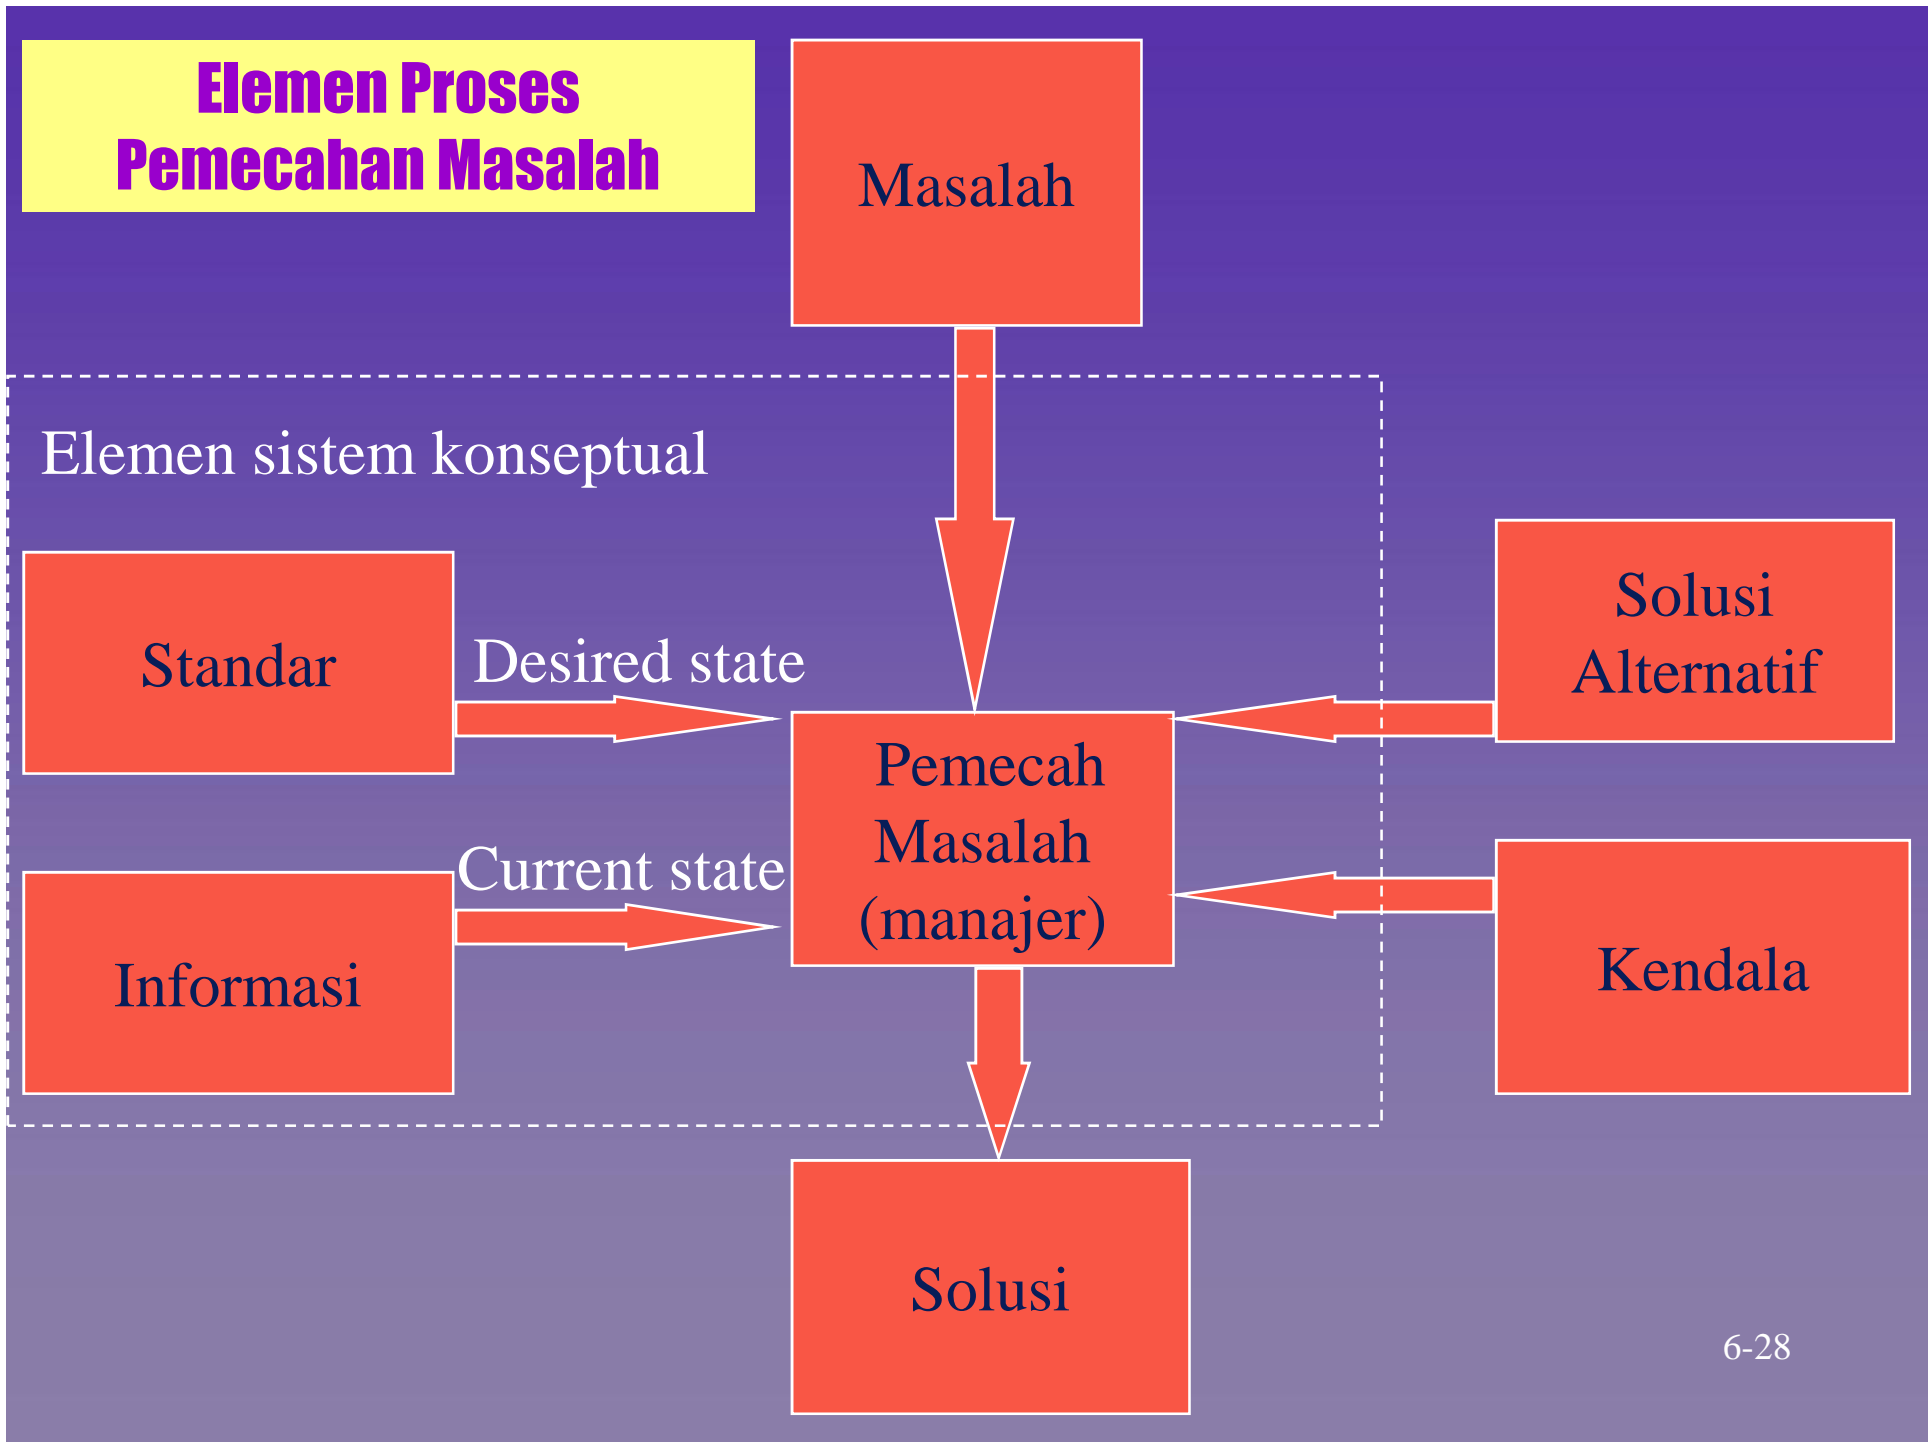 Elemen Proses
Pemecahan Masalah
Masalah
Elemen sistem konseptual
Standar
Desired state
Solusi
Alternatif
Pemecah
Masalah
(manajer)
Current state
Informasi
Kendala
Solusi
6-28